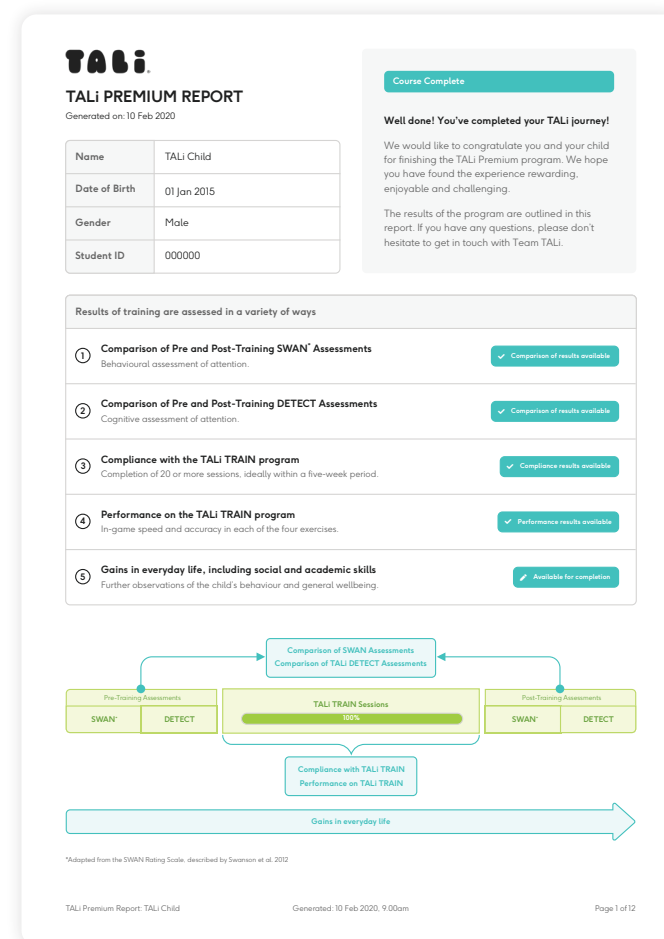 TALi®
TALi PREMIUM REPORT
Generated on: 10 Feb 2020
Name TALi Child
Date of Birth 01 Jan 2015
Gender Male
Student ID 000000
Course Complete
Well done! You've completed your TALi journey!
We would like to congratulate you and your child
for finishing the TALi Premium program. We hope
you have found the experience rewarding,
enjoyable and challenging.
The results of the program are outlined in this
report. If you have any questions, please don't
hesitate to get in touch with Team TALi.
Results of training are assessed in a variety of ways
1 Comparison of Pre and Post-Training SWAN* Assessments
Behavioural assessment of attention.
Comparison of results available
2 Comparison of Pre and Post-Training DETECT Assessments
Cognitive assessment of attention.
Comparison of results available
3 Compliance with the TALi TRAIN program
Completion of 20 or more sessions, ideally within a five-week period.
Compliance results available
4 Performance on the TALi TRAIN program
In-game speed and accuracy in each of the four exercises.
Performance results available
5 Gains in everyday life, including social and academic skills
Further observations of the child's behaviour and general wellbeing.
Available for completion
Comparison of SWAN Assessments
Comparison of TALi DETECT Assessments
Pre-Training Assessments
SWAN* DETECT
TALi TRAIN Sessions
100%
Post-Training Assessments
SWAN* DETECT
Compliance with TALi TRAIN
Performance on TALi TRAIN
Gains in everyday life
*Adapted from the SWAN Rating Scale, described by Swanson et al. 2012
TALi Premium Report: TALi Child Generated: 10 Feb 2020, 9.00am Page 1 of 12